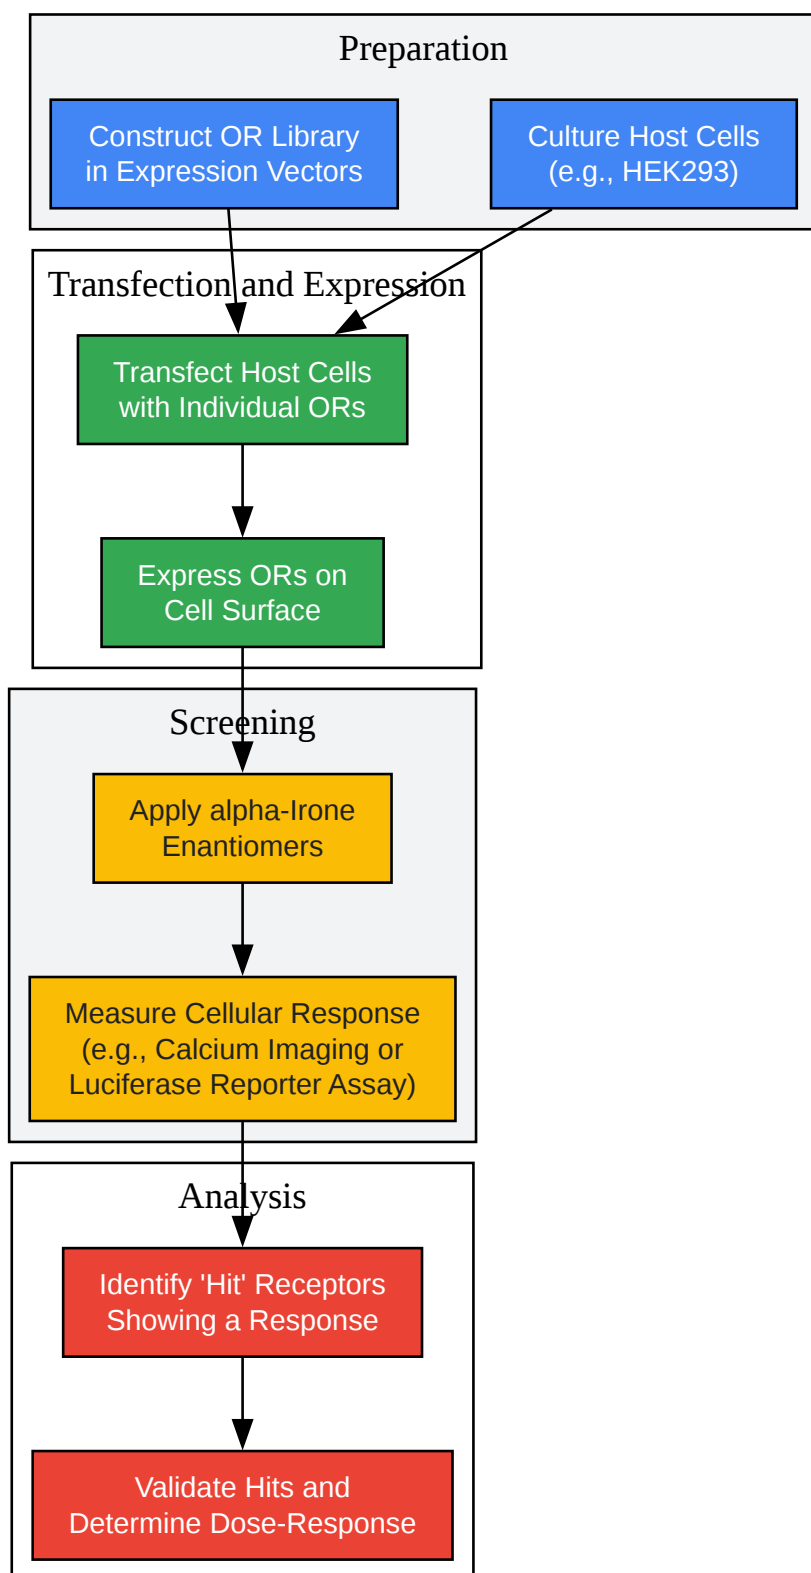 Preparation
Construct OR Library
in Expression Vectors
Culture Host Cells
(e.g., HEK293)
Transfection and Expression
Transfect Host Cells
with Individual ORs
Express ORs on
Cell Surface
Screening
Apply alpha-Irone
Enantiomers
Measure Cellular Response
(e.g., Calcium Imaging or
Luciferase Reporter Assay)
Analysis
Identify 'Hit' Receptors
Showing a Response
Validate Hits and
Determine Dose-Response